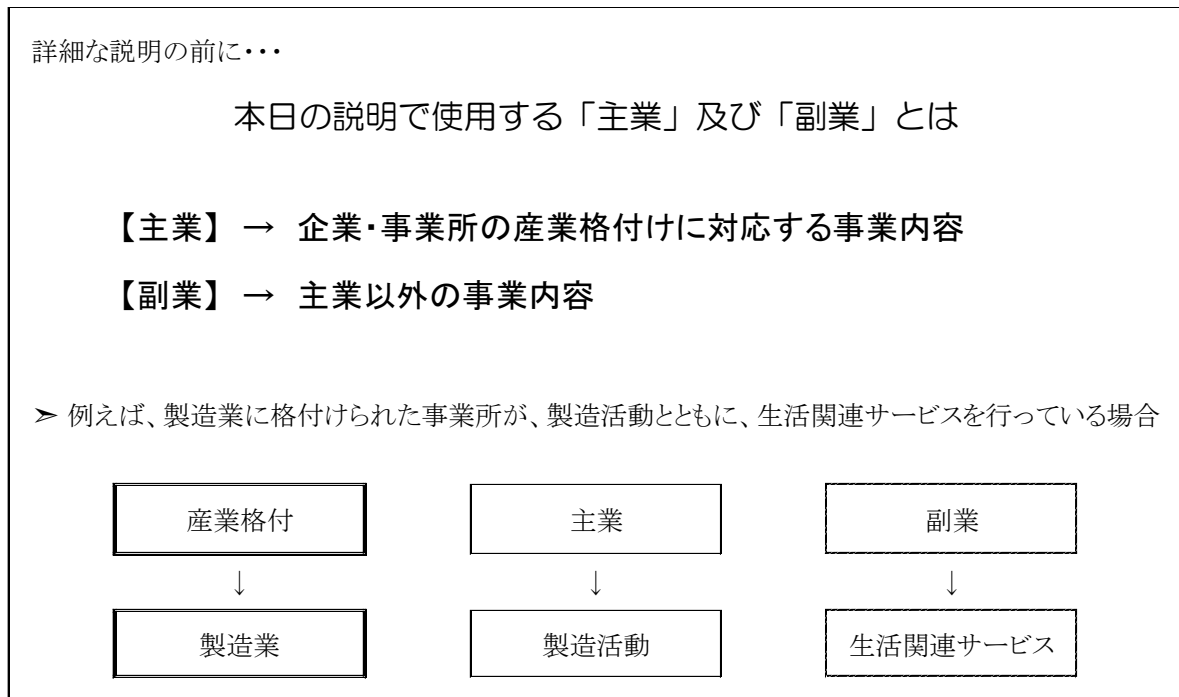 詳細な説明の前に・・・
本日の説明で使用する「主業」及び「副業」とは
【主業】 → 企業・事業所の産業格付けに対応する事業内容
【副業】 → 主業以外の事業内容
➣ 例えば、製造業に格付けられた事業所が、製造活動とともに、生活関連サービスを行っている場合
産業格付 主業 副業
↓ ↓ ↓
製造業 製造活動 生活関連サービス